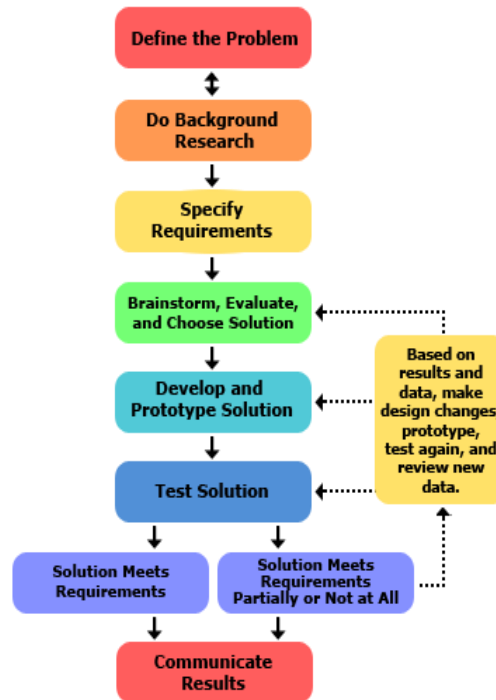 Define the Problem
Do Background
Research
Specify
Requirements
Brainstorm, Evaluate,
and Choose Solution
Develop and
Prototype Solution
Test Solution
Based on
results and
data, make
design changes,
prototype,
test again, and
review new
data.
Solution Meets
Requirements
Solution Meets
Requirements
Partially or Not at All
Communicate
Results